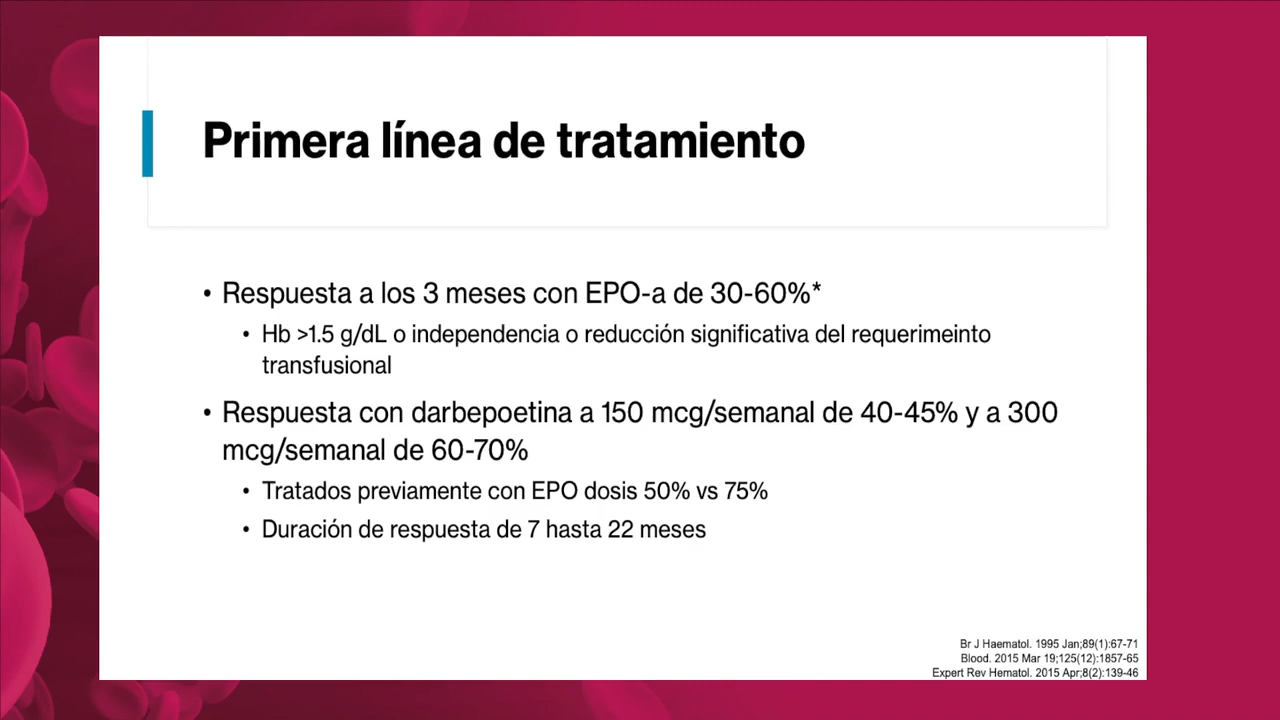 Primera línea de tratamiento
• Respuesta a los 3 meses con EPO-a de 30-60%*
• Hb >1.5 g/dL o independencia o reducción significativa del requerimeinto
transfusional
• Respuesta con darbepoetina a 150 mcg/semanal de 40-45% y a 300
mcg/semanal de 60-70%
• Tratados previamente con EPO dosis 50% vs 75%
• Duración de respuesta de 7 hasta 22 meses
Br J Haematol. 1995 Jan;89(1):67-71
Blood. 2015 Mar 19;125(12):1857-65
Expert Rev Hematol. 2015 Apr;8(2):139-46